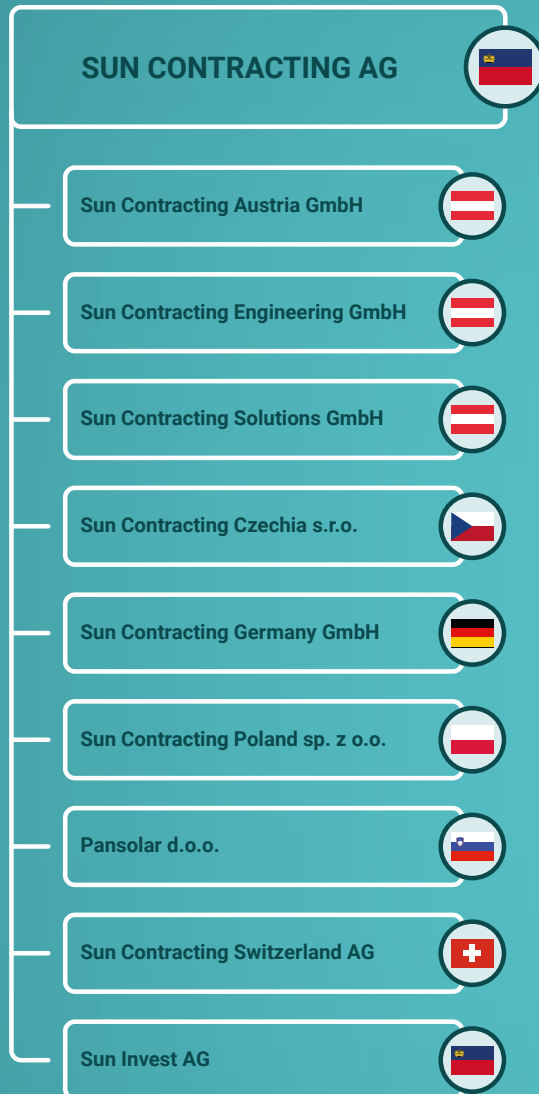 SUN CONTRACTING AG
Sun Contracting Austria GmbH
Sun Contracting Engineering GmbH
Sun Contracting Solutions GmbH
Sun Contracting Czechia s.r.o.
Sun Contracting Germany GmbH
Sun Contracting Poland sp. z o.o.
Pansolar d.o.o.
Sun Contracting Switzerland AG
Sun Invest AG